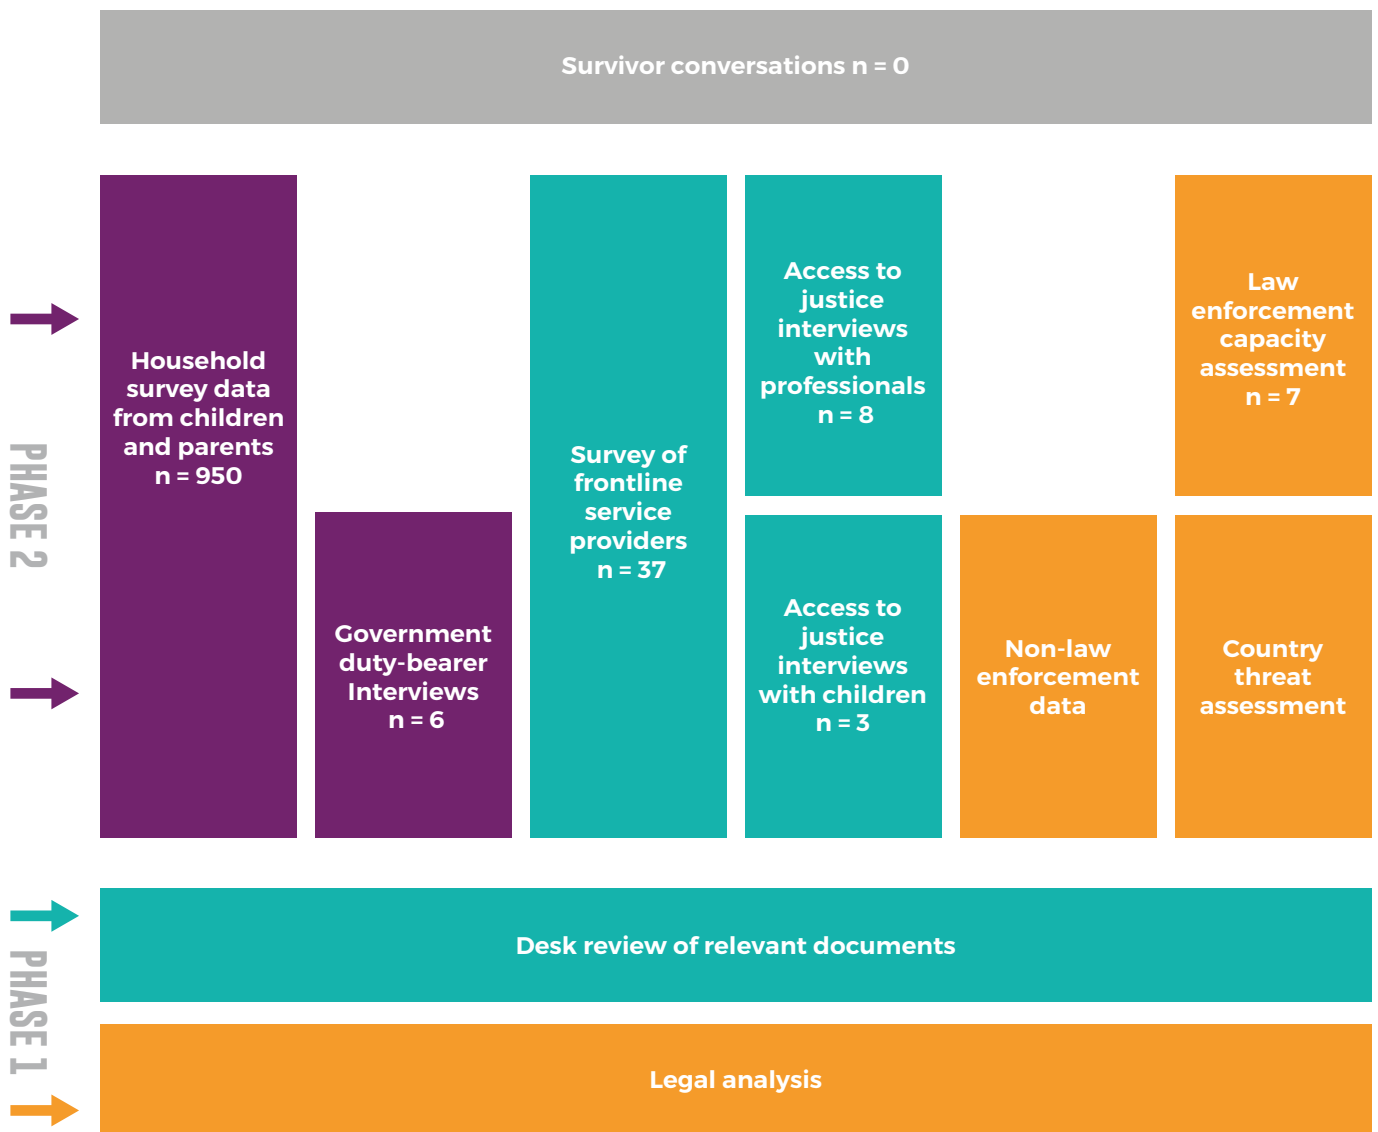 Survivor conversations n = 0
PHASE 2
Household
survey data
from children
and parents
n = 950
Government
duty-bearer
Interviews
n = 6
Survey of
frontline
service
providers
n = 37
Access to
justice
interviews
with
professionals
n = 8
Access to
justice
interviews
with children
n = 3
Non-law
enforcement
data
Law
enforcement
capacity
assessment
n = 7
Country
threat
assessment
PHASE 1
Desk review of relevant documents
Legal analysis